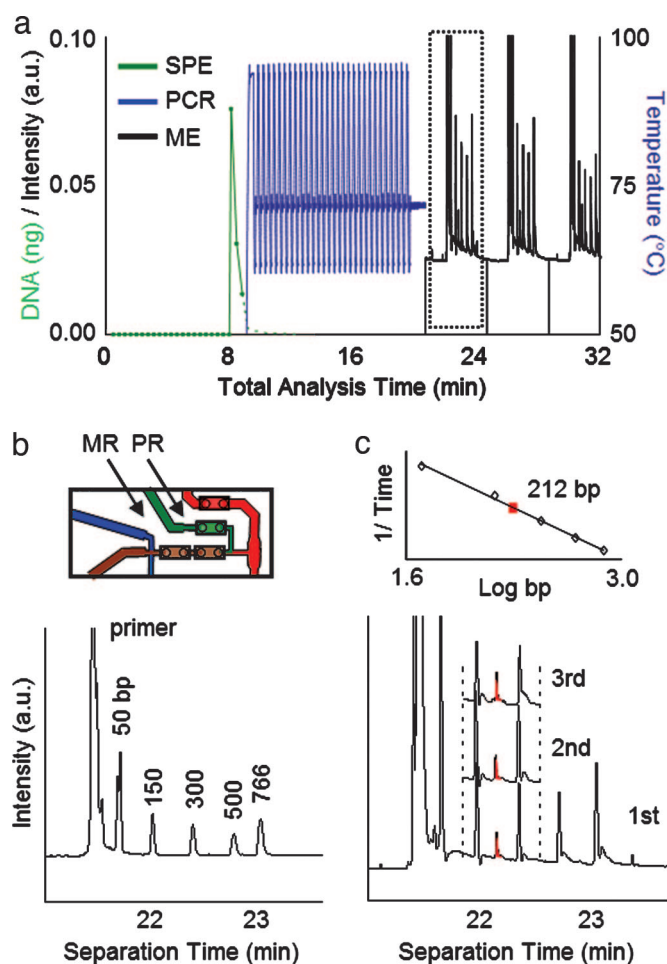 a
0.10
0.05
0.00
DNA (ng) / Intensity (a.u.)
SPE
PCR
ME
100
75
50
Temperature (°C)
0
8
16
24
32
Total Analysis Time (min)
b
MR PR
primer
50 bp
150
300
500
766
Intensity (a.u.)
22
23
Separation Time (min)
c
1/ Time
212 bp
1.6
3.0
Log bp
3rd
2nd
1st
22
23
Separation Time (min)